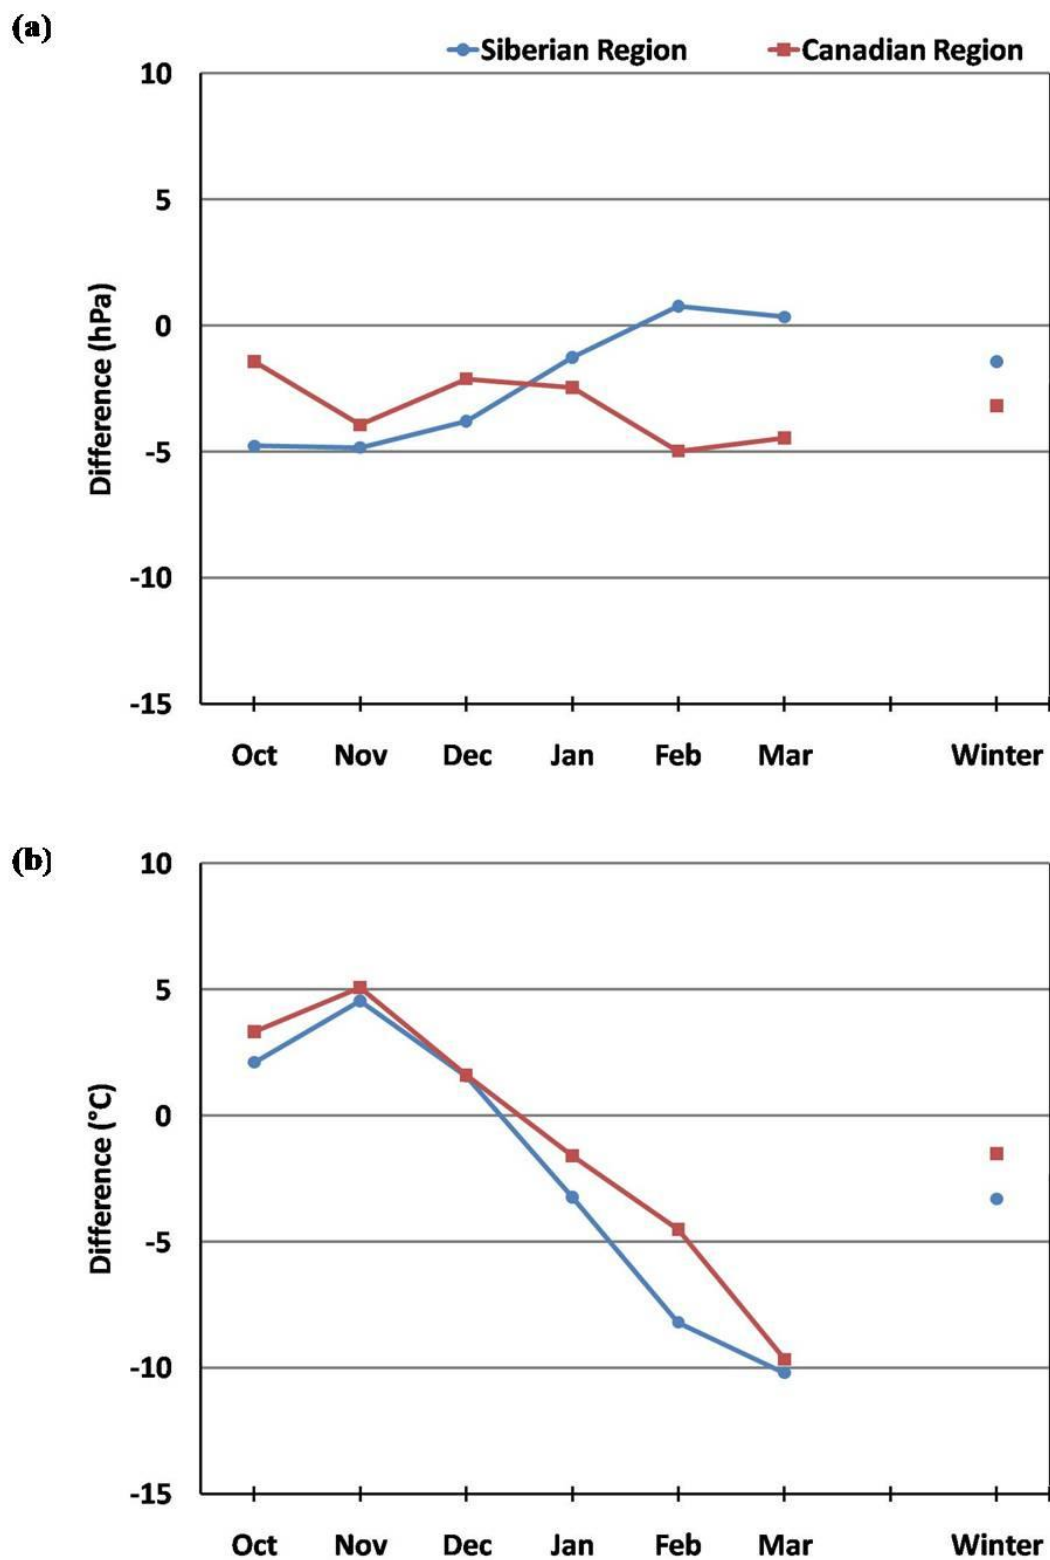 (a)
Siberian Region Canadian Region
10
5
0
-5
-10
-15
Difference (hPa)
Oct Nov Dec Jan Feb Mar Winter
(b)
10
5
0
-5
-10
-15
Difference (°C)
Oct Nov Dec Jan Feb Mar Winter